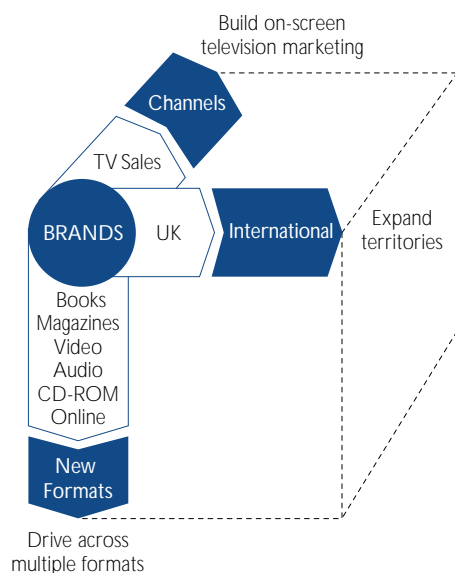 Build on-screen
television marketing
Channels
TV Sales
BRANDS
UK
International
Expand
territories
Books
Magazines
Video
Audio
CD-ROM
Online
New
Formats
Drive across
multiple formats